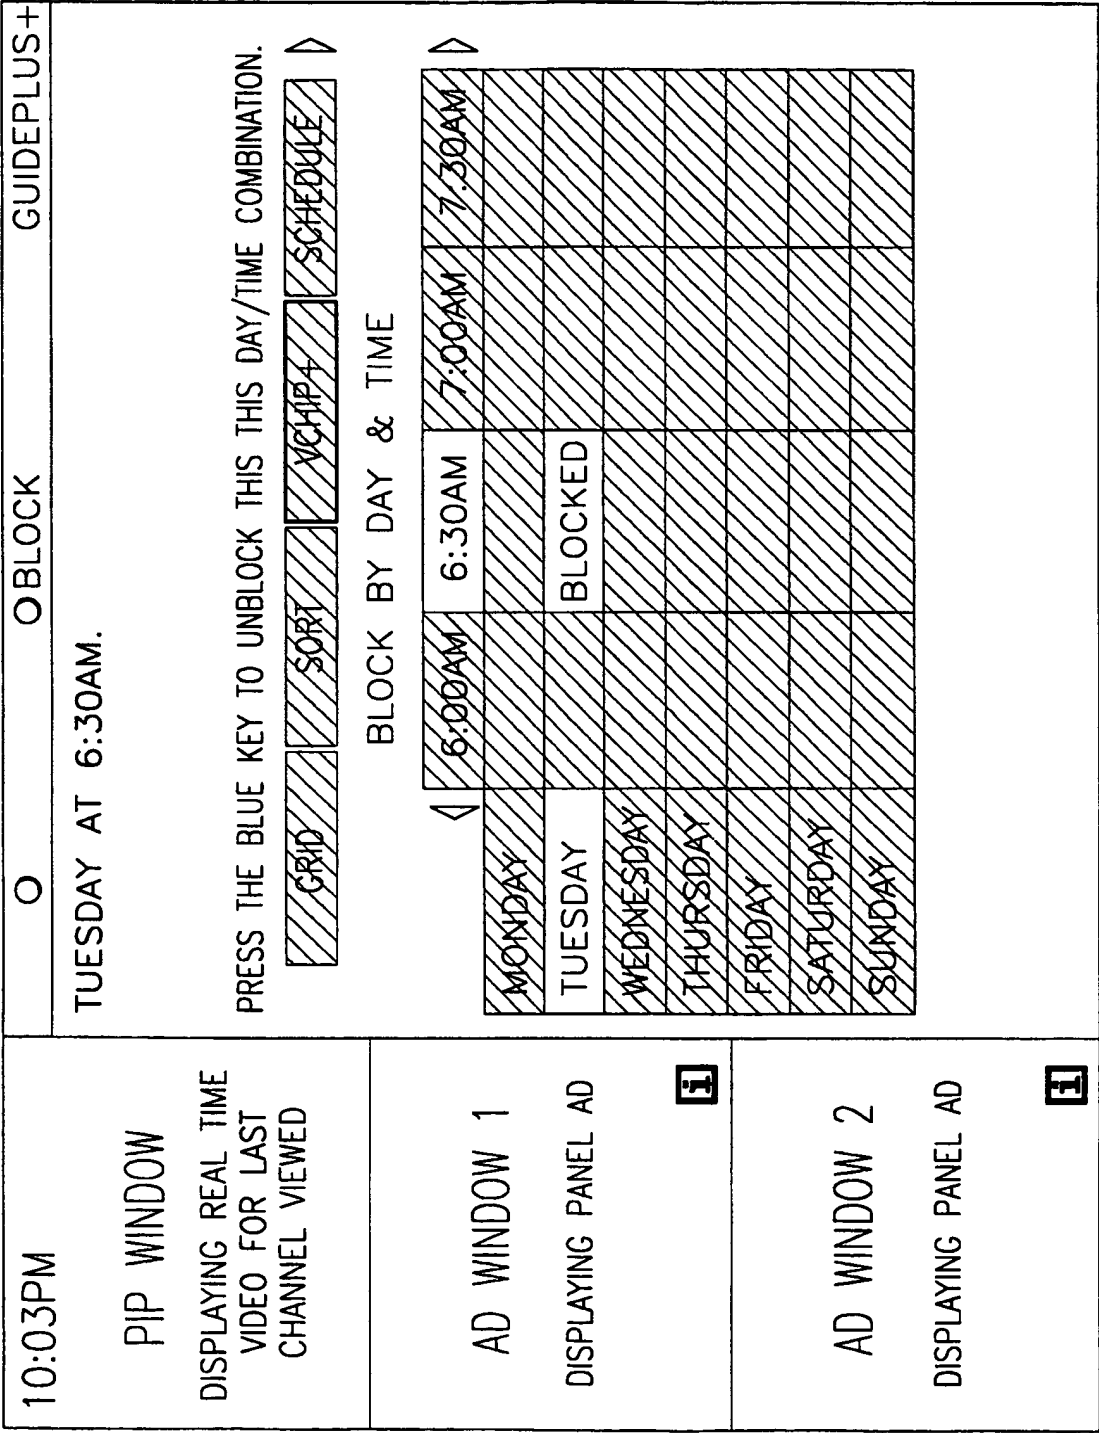 10:03PM
PIP WINDOW
DISPLAYING REAL TIME
VIDEO FOR LAST
CHANNEL VIEWED
AD WINDOW 1
DISPLAYING PANEL AD
i
AD WINDOW 2
DISPLAYING PANEL AD
i
BLOCK GUIDEPLUS+
TUESDAY AT 6:30AM.
PRESS THE BLUE KEY TO UNBLOCK THIS THIS DAY/TIME COMBINATION.
GRID SORT VCHIP+ SCHEDULE
BLOCK BY DAY & TIME
6:00AM 6:30AM 7:00AM 7:30AM
MONDAY
TUESDAY BLOCKED
WEDNESDAY
THURSDAY
FRIDAY
SATURDAY
SUNDAY